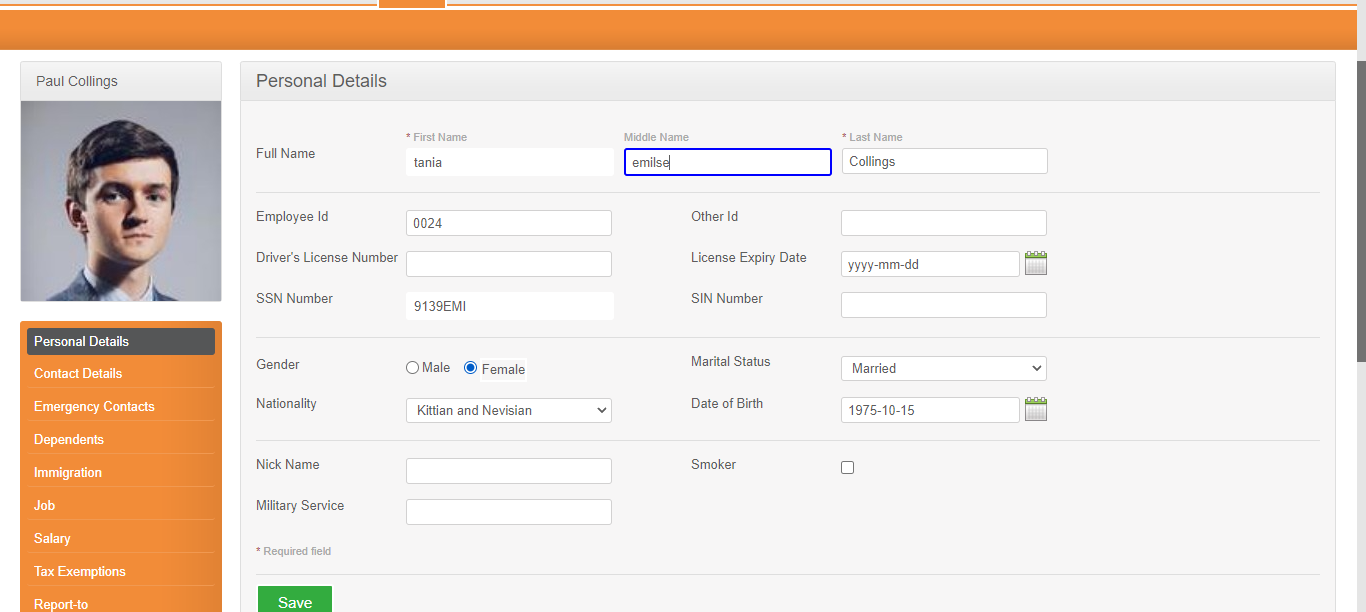 Paul Collings
Personal Details
Contact Details
Emergency Contacts
Dependents
Immigration
Job
Salary
Tax Exemptions
Report-to
Personal Details
* First Name Middle Name * Last Name
Full Name tania emilse Collings
Employee Id 0024 Other Id
Driver's License Number License Expiry Date yyyy-mm-dd
SSN Number 9139EMI SIN Number
Gender Male Female Marital Status Married
Nationality Kittian and Nevisian Date of Birth 1975-10-15
Nick Name Smoker
Military Service
* Required field
Save